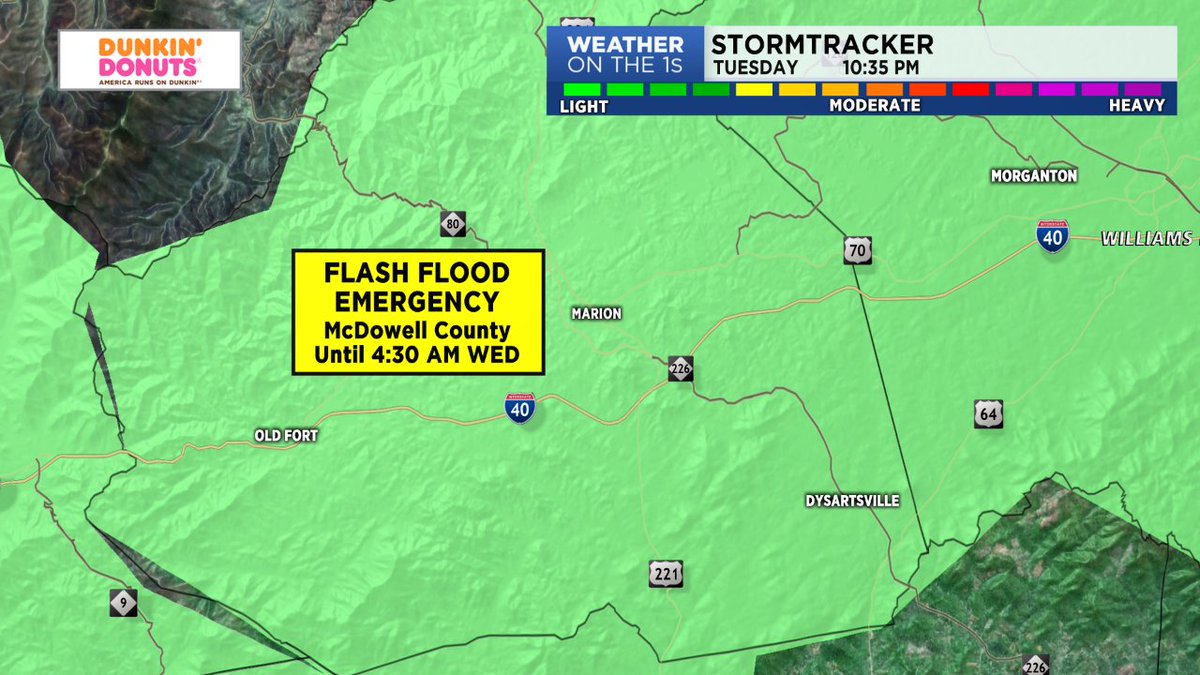 DUNKIN'
DONUTS
AMERICA RUNS ON DUNKIN'
WEATHER
ON THE 1s
STORMTRACKER
TUESDAY 10:35 PM
LIGHT MODERATE HEAVY
MORGANTON
80
40
WILLIAMS
70
FLASH FLOOD
EMERGENCY
McDowell County
Until 4:30 AM WED
MARION
226
40
64
OLD FORT
DYSARTSVILLE
221
9
226